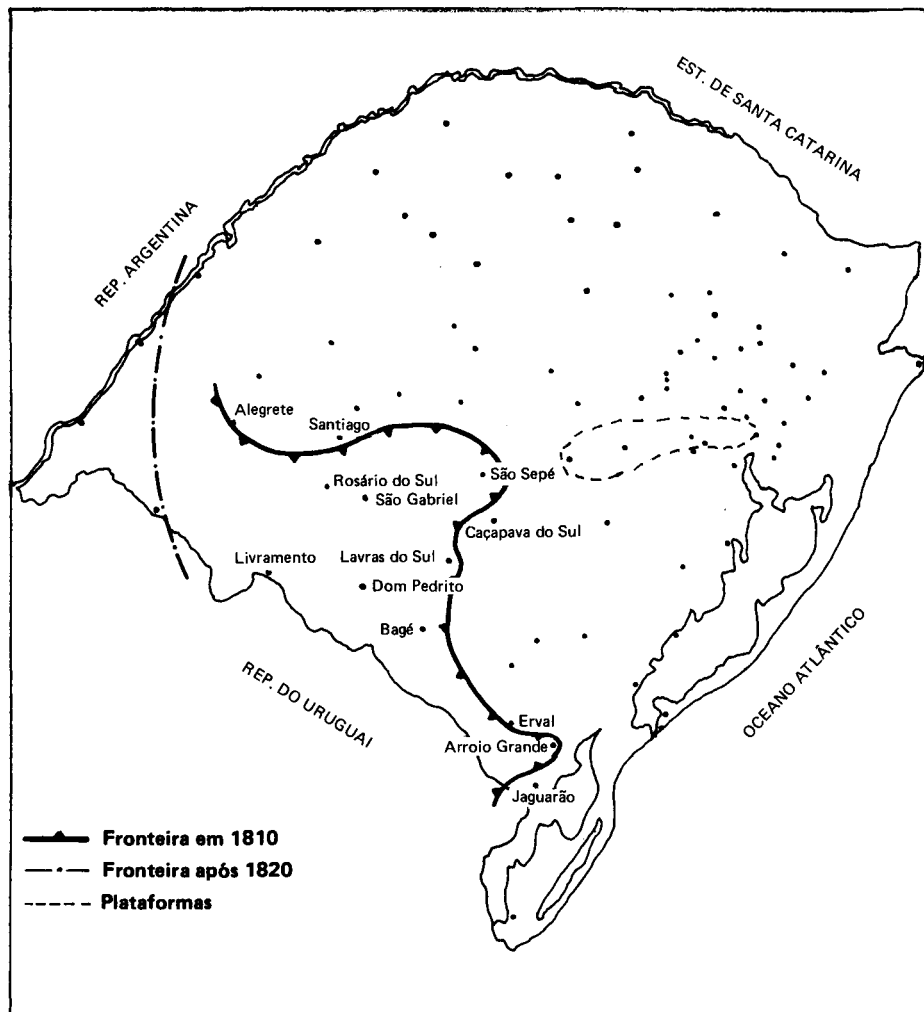 EST. DE SANTA CATARINA
REP. ARGENTINA
Alegrete
Santiago
São Sepé
Rosário do Sul
São Gabriel
Caçapava do Sul
Livramento
Lavras do Sul
Dom Pedrito
Bagé
REP. DO URUGUAI
OCEANO ATLÂNTICO
Erval
Arroio Grande
Jaguarão
Fronteira em 1810
Fronteira após 1820
Plataformas